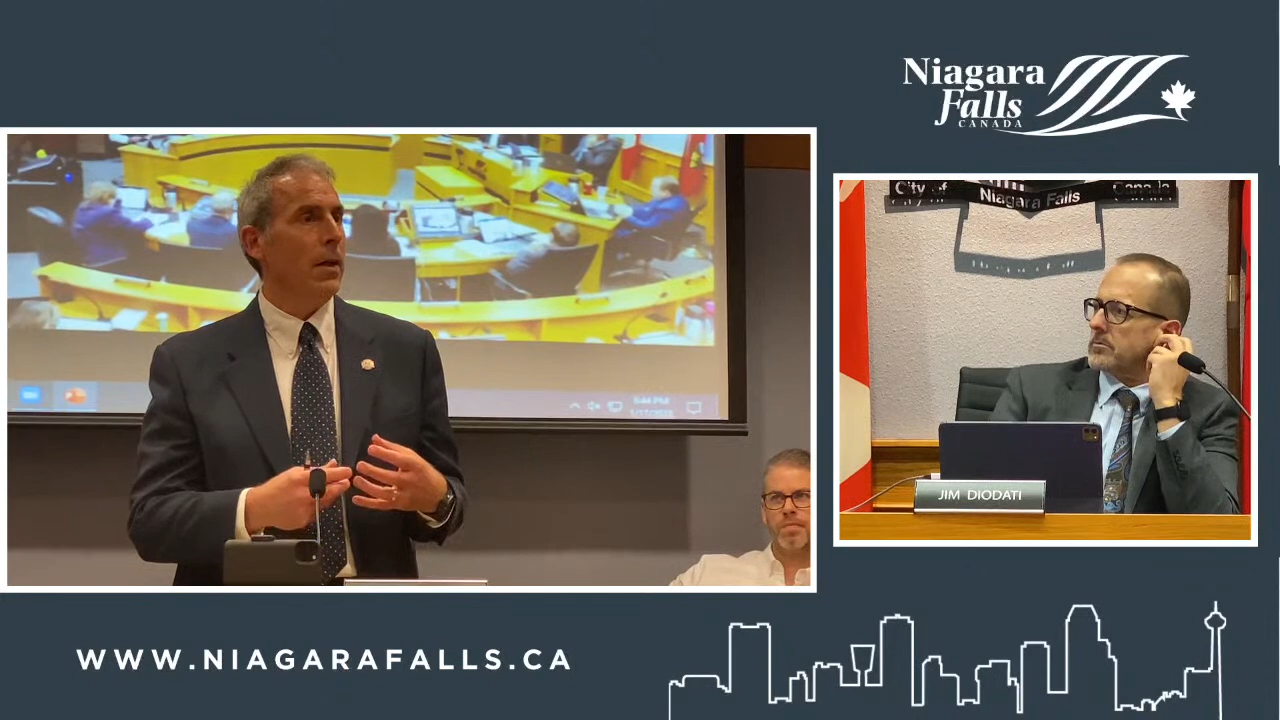 Niagara
Falls
CANADA
City of
Niagara Falls
Canada
JIM DIODATI
WWW.NIAGARAFALLS.CA